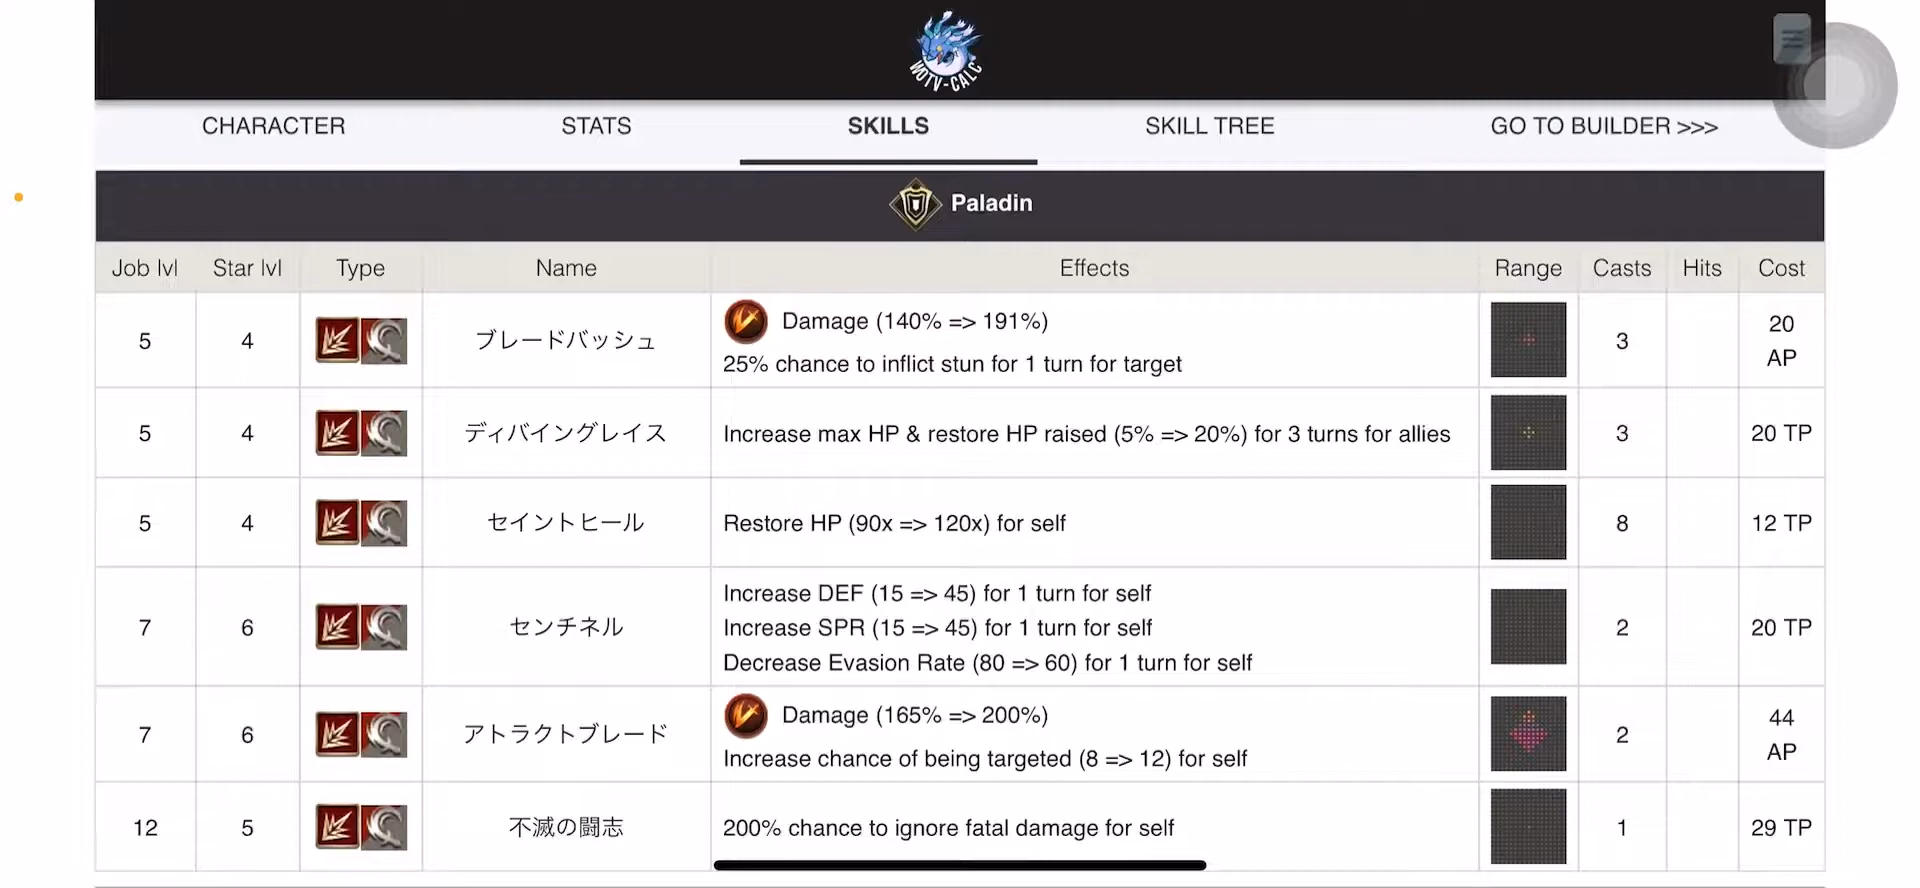 WOTV-CALC
CHARACTER
STATS
SKILLS
SKILL TREE
GO TO BUILDER >>>
Paladin
Job lvl
Star lvl
Type
Name
Effects
Range
Casts
Hits
Cost
5
4
ブレードバッシュ
Damage (140% => 191%)
25% chance to inflict stun for 1 turn for target
3
20
AP
5
4
ディバイングレイス
Increase max HP & restore HP raised (5% => 20%) for 3 turns for allies
3
20 TP
5
4
セイントヒール
Restore HP (90x => 120x) for self
8
12 TP
7
6
センチネル
Increase DEF (15 => 45) for 1 turn for self
Increase SPR (15 => 45) for 1 turn for self
Decrease Evasion Rate (80 => 60) for 1 turn for self
2
20 TP
7
6
アトラクトブレード
Damage (165% => 200%)
Increase chance of being targeted (8 => 12) for self
2
44
AP
12
5
不滅の闘志
200% chance to ignore fatal damage for self
1
29 TP